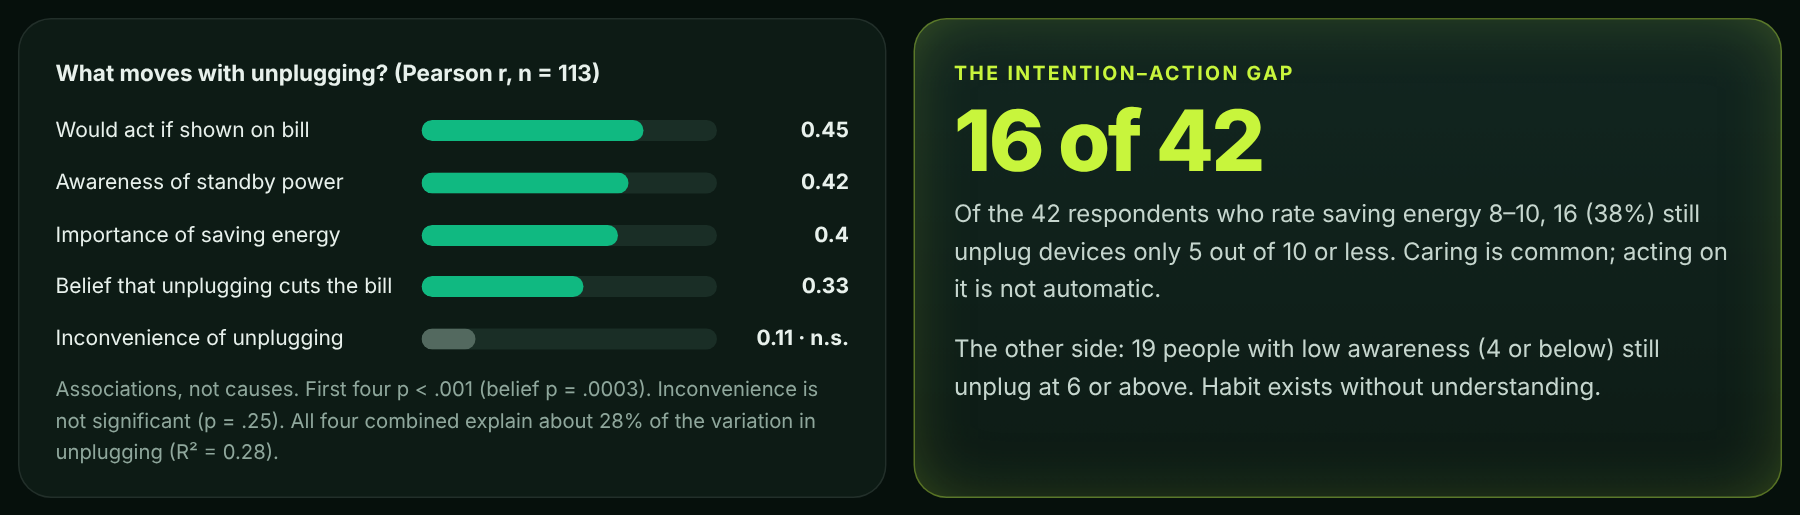 What moves with unplugging? (Pearson r, n = 113)
Would act if shown on bill 0.45
Awareness of standby power 0.42
Importance of saving energy 0.4
Belief that unplugging cuts the bill 0.33
Inconvenience of unplugging 0.11 · n.s.
Associations, not causes. First four p < .001 (belief p = .0003). Inconvenience is
not significant (p = .25). All four combined explain about 28% of the variation in
unplugging (R² = 0.28).
THE INTENTION–ACTION GAP
16 of 42
Of the 42 respondents who rate saving energy 8–10, 16 (38%) still
unplug devices only 5 out of 10 or less. Caring is common; acting on
it is not automatic.
The other side: 19 people with low awareness (4 or below) still
unplug at 6 or above. Habit exists without understanding.